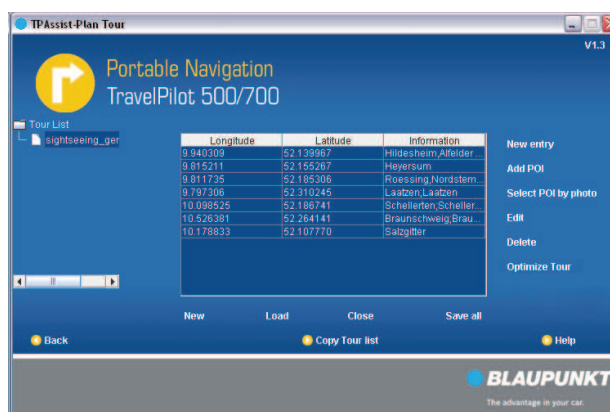 TPAssist-Plan Tour
V1.3
Portable Navigation
TravelPilot 500/700
Tour List
sightseeing_ger
Longitude Latitude Information
9.940309 52.139967 Hildesheim,Alfelder...
9.815211 52.155267 Heyersum
9.811735 52.185306 Roessing,Nordstem...
9.797306 52.310245 Laatzen;Laatzen
10.098525 52.186741 Schellerten;Scheller...
10.526381 52.264141 Braunschweig;Brau...
10.178833 52.107770 Salzgitter
New entry
Add POI
Select POI by photo
Edit
Delete
Optimize Tour
New Load Close Save all
Back Copy Tour list Help
BLAUPUNKT
The advantage in your car.